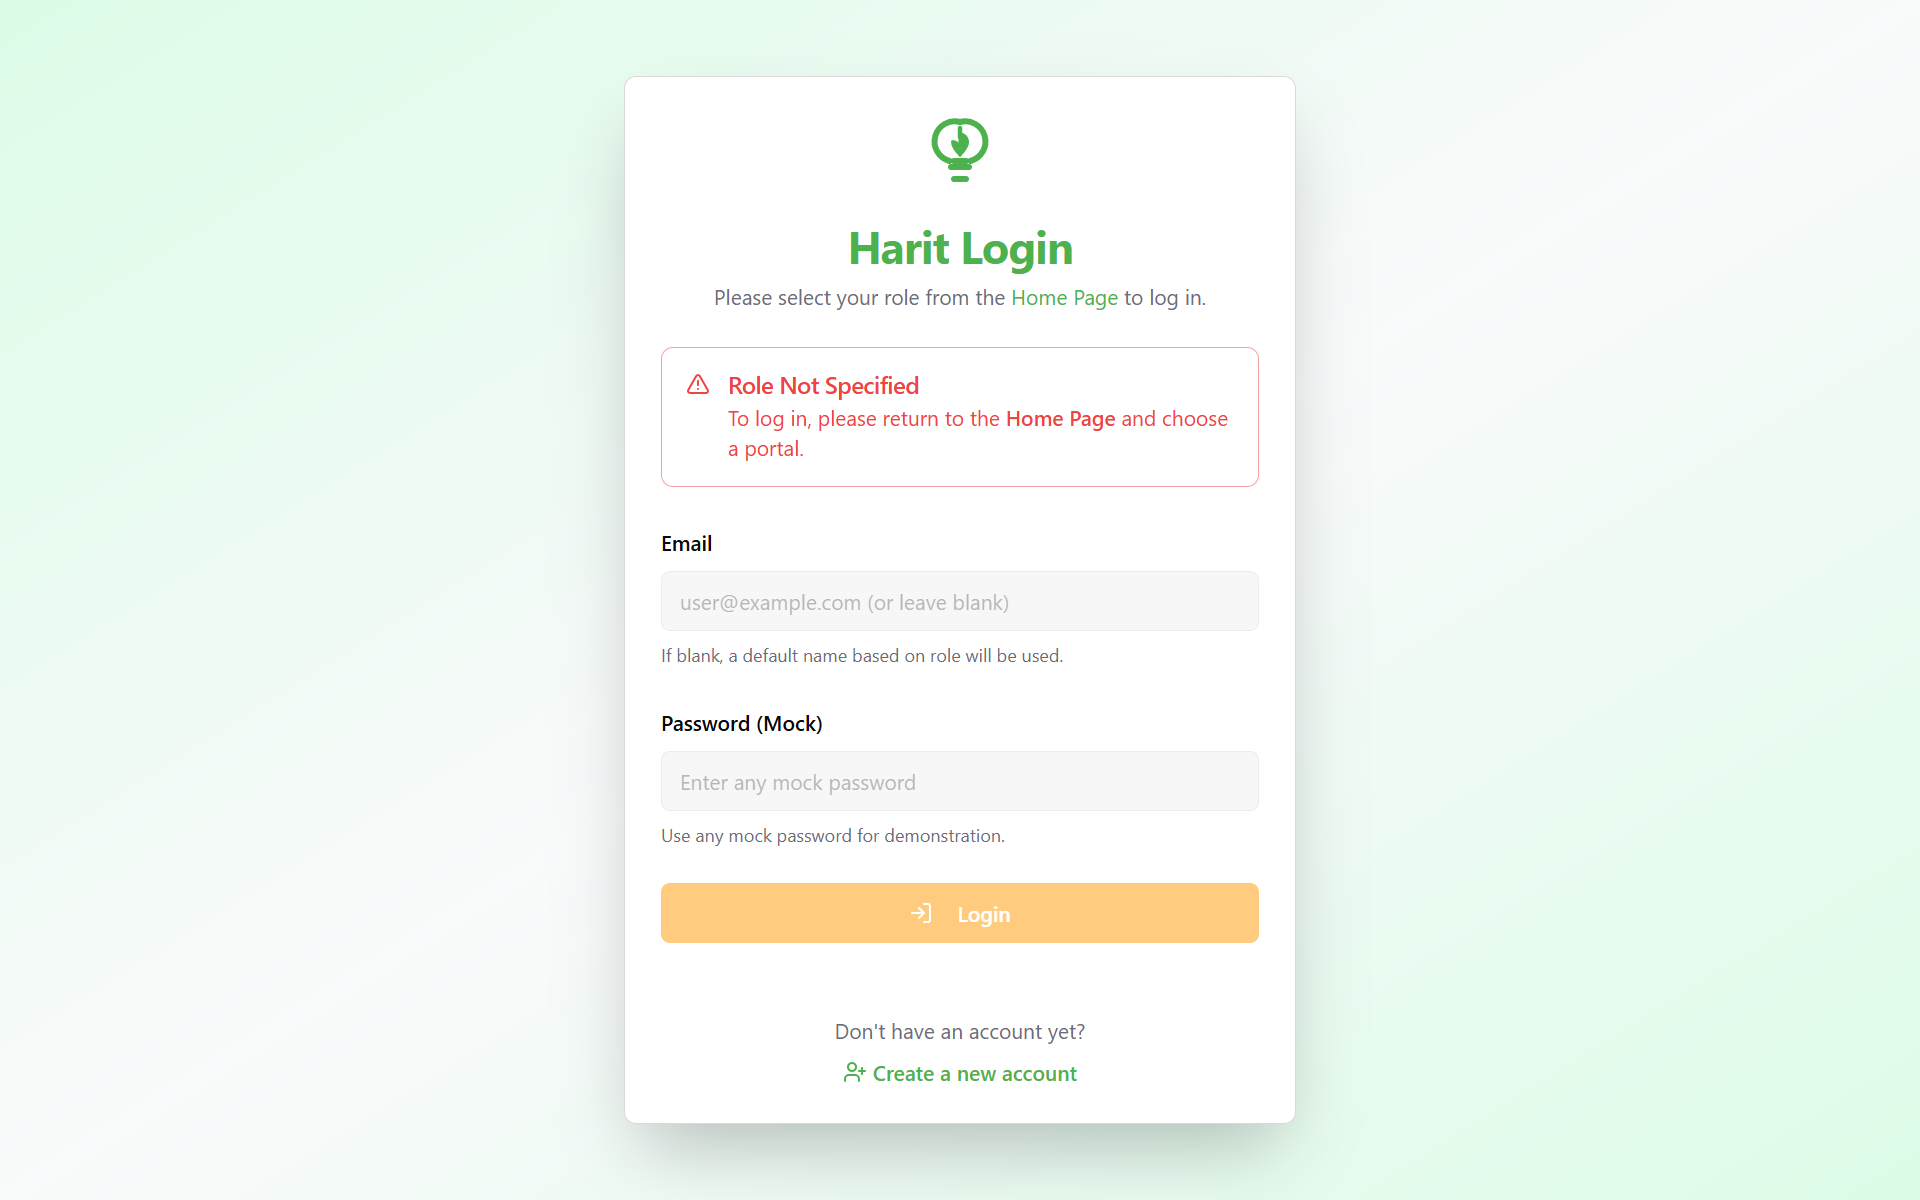 Harit Login
Please select your role from the Home Page to log in.
Role Not Specified
To log in, please return to the Home Page and choose
a portal.
Email
user@example.com (or leave blank)
If blank, a default name based on role will be used.
Password (Mock)
Enter any mock password
Use any mock password for demonstration.
Login
Don't have an account yet?
Create a new account